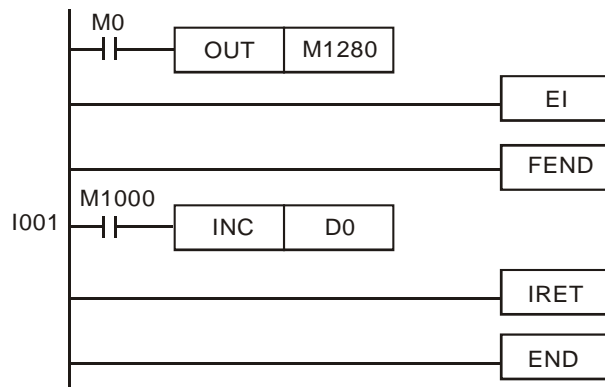 M0
OUT M1280
EI
FEND
M1000
I001 INC D0
IRET
END